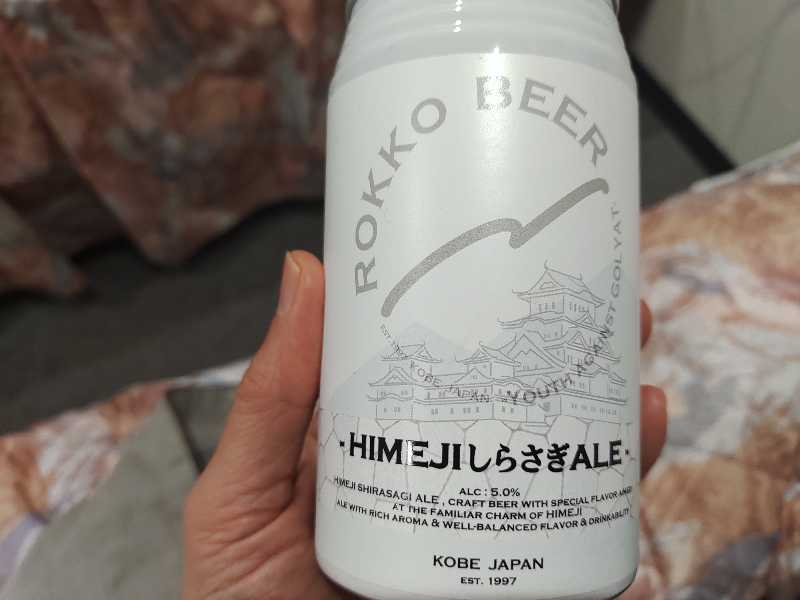 ROKKO BEER
EST. 1997 KOBE JAPAN "YOUTH AGAINST GOLYAT"
-HIMEJIしらさぎALE-
ALC : 5.0%
HIMEJI SHIRASAGI ALE , CRAFT BEER WITH SPECIAL FLAVOR AIMED
AT THE FAMILIAR CHARM OF HIMEJI
ALE WITH RICH AROMA & WELL-BALANCED FLAVOR & DRINKABILITY
KOBE JAPAN
EST. 1997